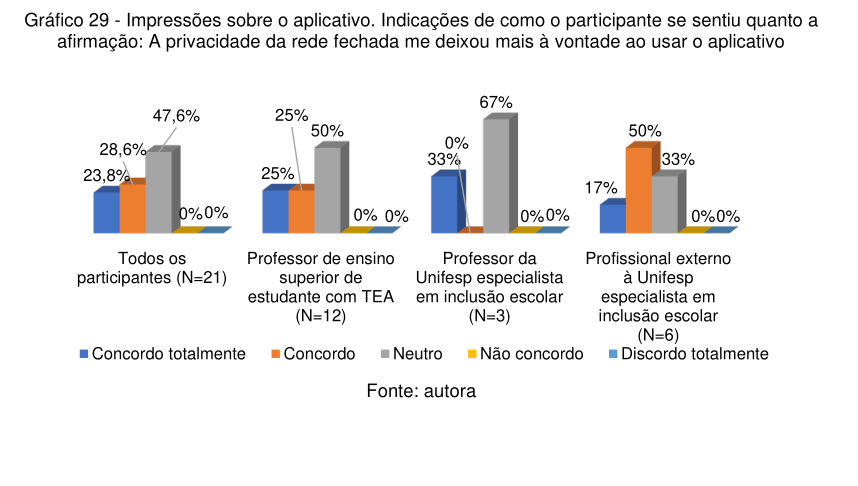 Gráfico 29 - Impressões sobre o aplicativo. Indicações de como o participante se sentiu quanto a
afirmação: A privacidade da rede fechada me deixou mais à vontade ao usar o aplicativo
23,8%
28,6%
47,6%
0%
0%
25%
25%
50%
0%
0%
33%
0%
67%
0%
0%
17%
50%
33%
0%
0%
Todos os
participantes (N=21)
Professor de ensino
superior de
estudante com TEA
(N=12)
Professor da
Unifesp especialista
em inclusão escolar
(N=3)
Profissional externo
à Unifesp
especialista em
inclusão escolar
(N=6)
Concordo totalmente
Concordo
Neutro
Não concordo
Discordo totalmente
Fonte: autora